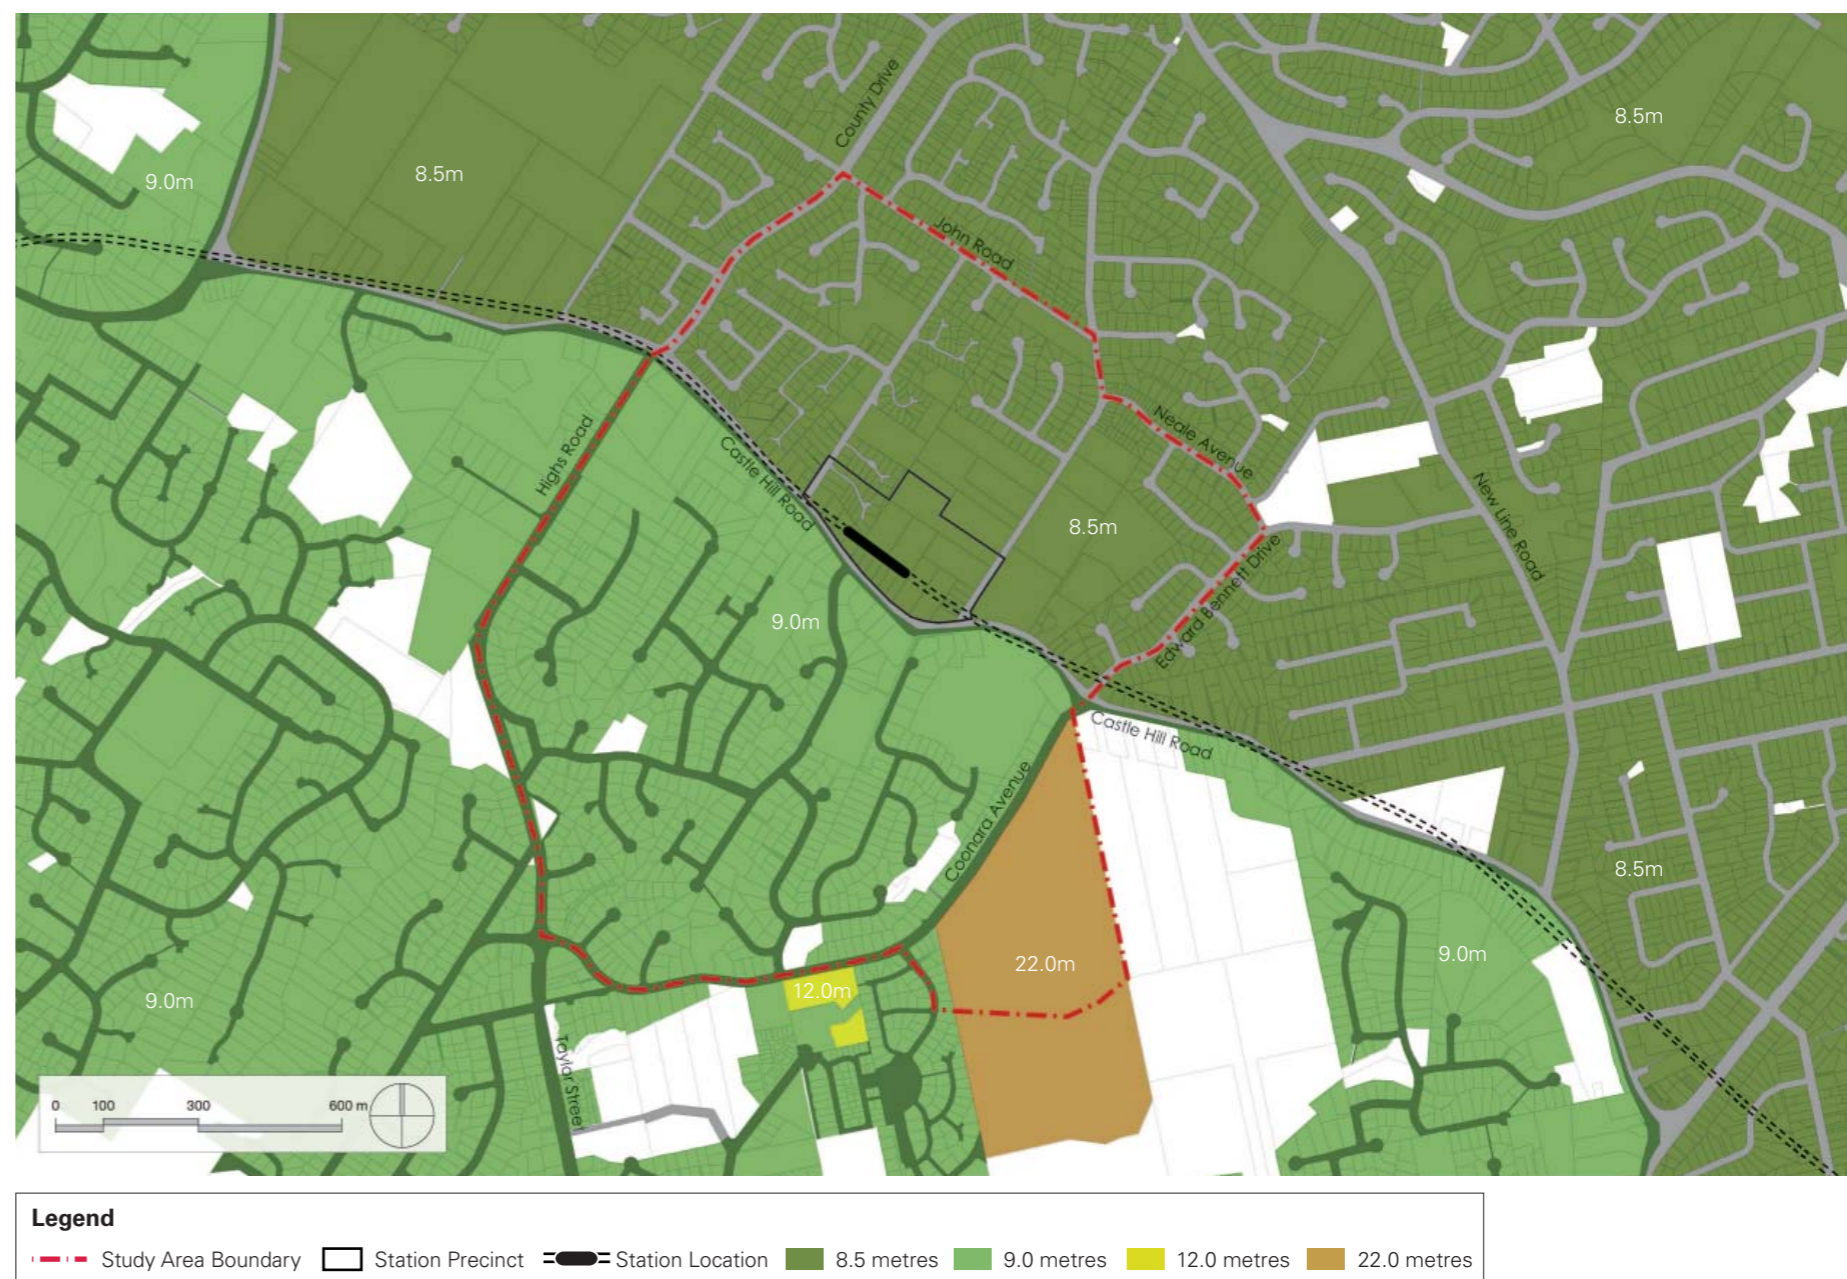 County Drive
8.5m
9.0m
8.5m
John Road
Highs Road
Neale Avenue
Castle Hill Road
New Line Road
8.5m
Edward Bennett Drive
9.0m
Castle Hill Road
Coonara Avenue
8.5m
9.0m
22.0m
12.0m
9.0m
Taylor Street
0 100 300 600 m
Legend
Study Area Boundary Station Precinct Station Location 8.5 metres 9.0 metres 12.0 metres 22.0 metres